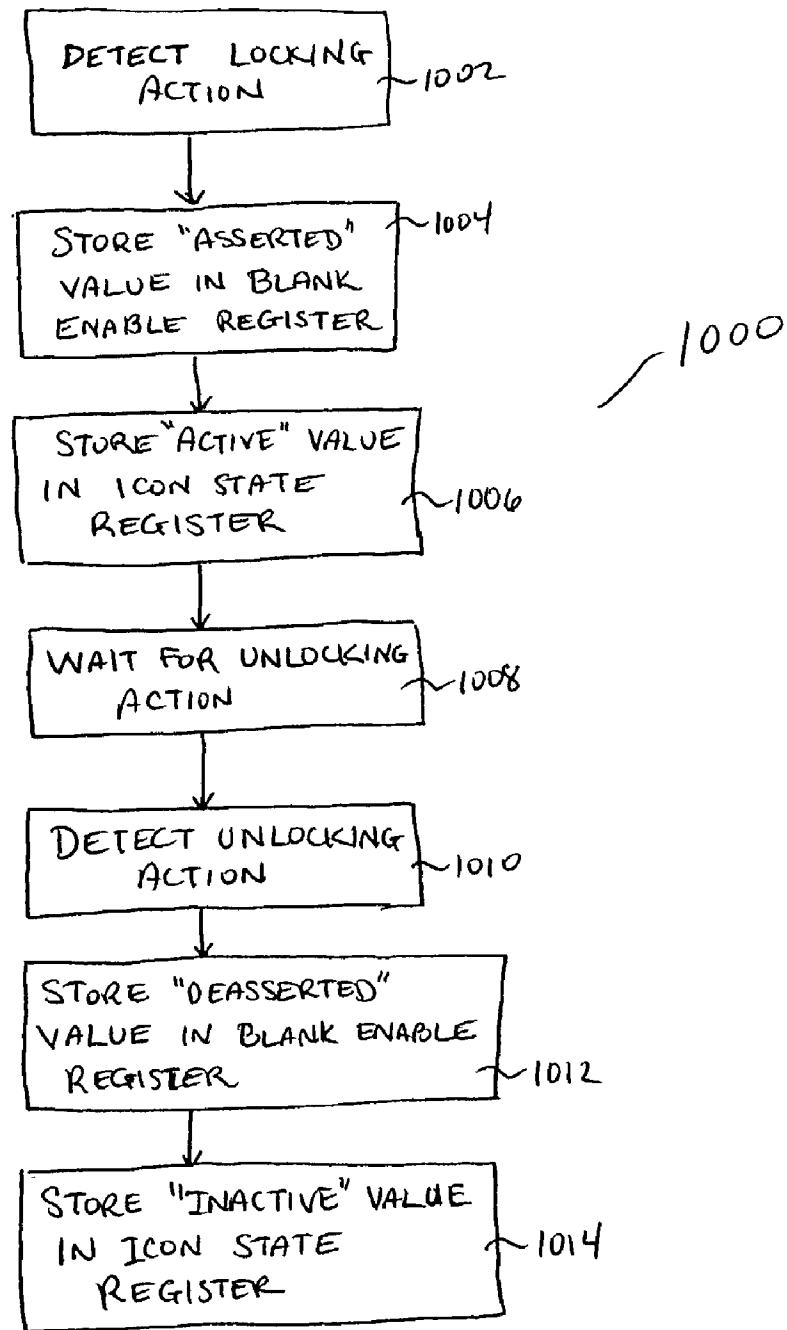 DETECT LOCKING
ACTION
1002
STORE "ASSERTED"
VALUE IN BLANK
ENABLE REGISTER
1004
1000
STORE "ACTIVE" VALUE
IN ICON STATE
REGISTER
1006
WAIT FOR UNLOCKING
ACTION
1008
DETECT UNLOCKING
ACTION
1010
STORE "DEASSERTED"
VALUE IN BLANK ENABLE
REGISTER
1012
STORE "INACTIVE" VALUE
IN ICON STATE
REGISTER
1014